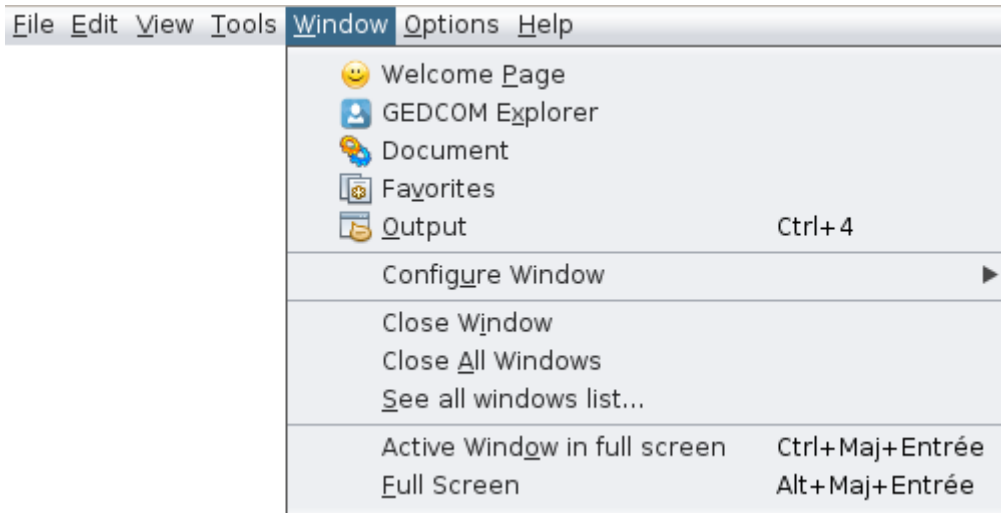 File Edit View Tools Window Options Help
Welcome Page
GEDCOM Explorer
Document
Favorites
Output Ctrl+4
Configure Window
Close Window
Close All Windows
See all windows list...
Active Window in full screen Ctrl+Maj+Entrée
Full Screen Alt+Maj+Entrée